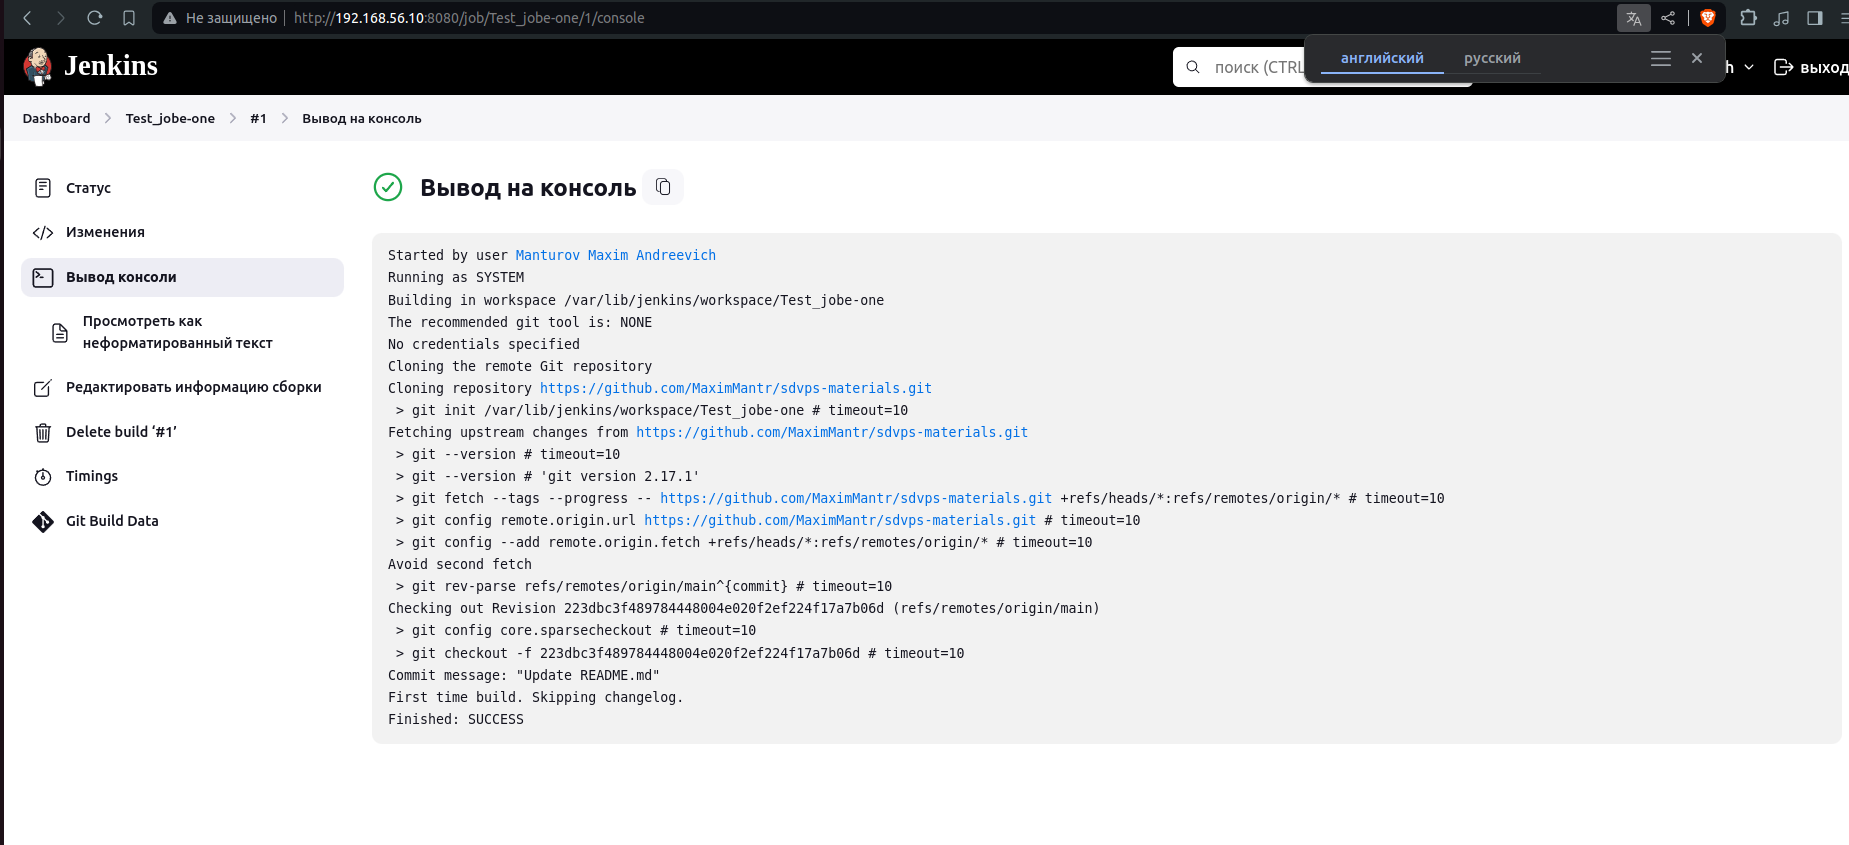 Не защищено http://192.168.56.10:8080/job/Test_jobe-one/1/console
Jenkins
поиск (CTRL
английский русский
h
выход
Dashboard Test_jobe-one #1 Вывод на консоль
Статус
Изменения
Вывод консоли
Просмотреть как
неформатированный текст
Редактировать информацию сборки
Delete build ‘#1’
Timings
Git Build Data
Вывод на консоль
Started by user Manturov Maxim Andreevich
Running as SYSTEM
Building in workspace /var/lib/jenkins/workspace/Test_jobe-one
The recommended git tool is: NONE
No credentials specified
Cloning the remote Git repository
Cloning repository https://github.com/MaximMantr/sdvps-materials.git
> git init /var/lib/jenkins/workspace/Test_jobe-one # timeout=10
Fetching upstream changes from https://github.com/MaximMantr/sdvps-materials.git
> git --version # timeout=10
> git --version # 'git version 2.17.1'
> git fetch --tags --progress -- https://github.com/MaximMantr/sdvps-materials.git +refs/heads/*:refs/remotes/origin/* # timeout=10
> git config remote.origin.url https://github.com/MaximMantr/sdvps-materials.git # timeout=10
> git config --add remote.origin.fetch +refs/heads/*:refs/remotes/origin/* # timeout=10
Avoid second fetch
> git rev-parse refs/remotes/origin/main^{commit} # timeout=10
Checking out Revision 223dbc3f489784448004e020f2ef224f17a7b06d (refs/remotes/origin/main)
> git config core.sparsecheckout # timeout=10
> git checkout -f 223dbc3f489784448004e020f2ef224f17a7b06d # timeout=10
Commit message: "Update README.md"
First time build. Skipping changelog.
Finished: SUCCESS